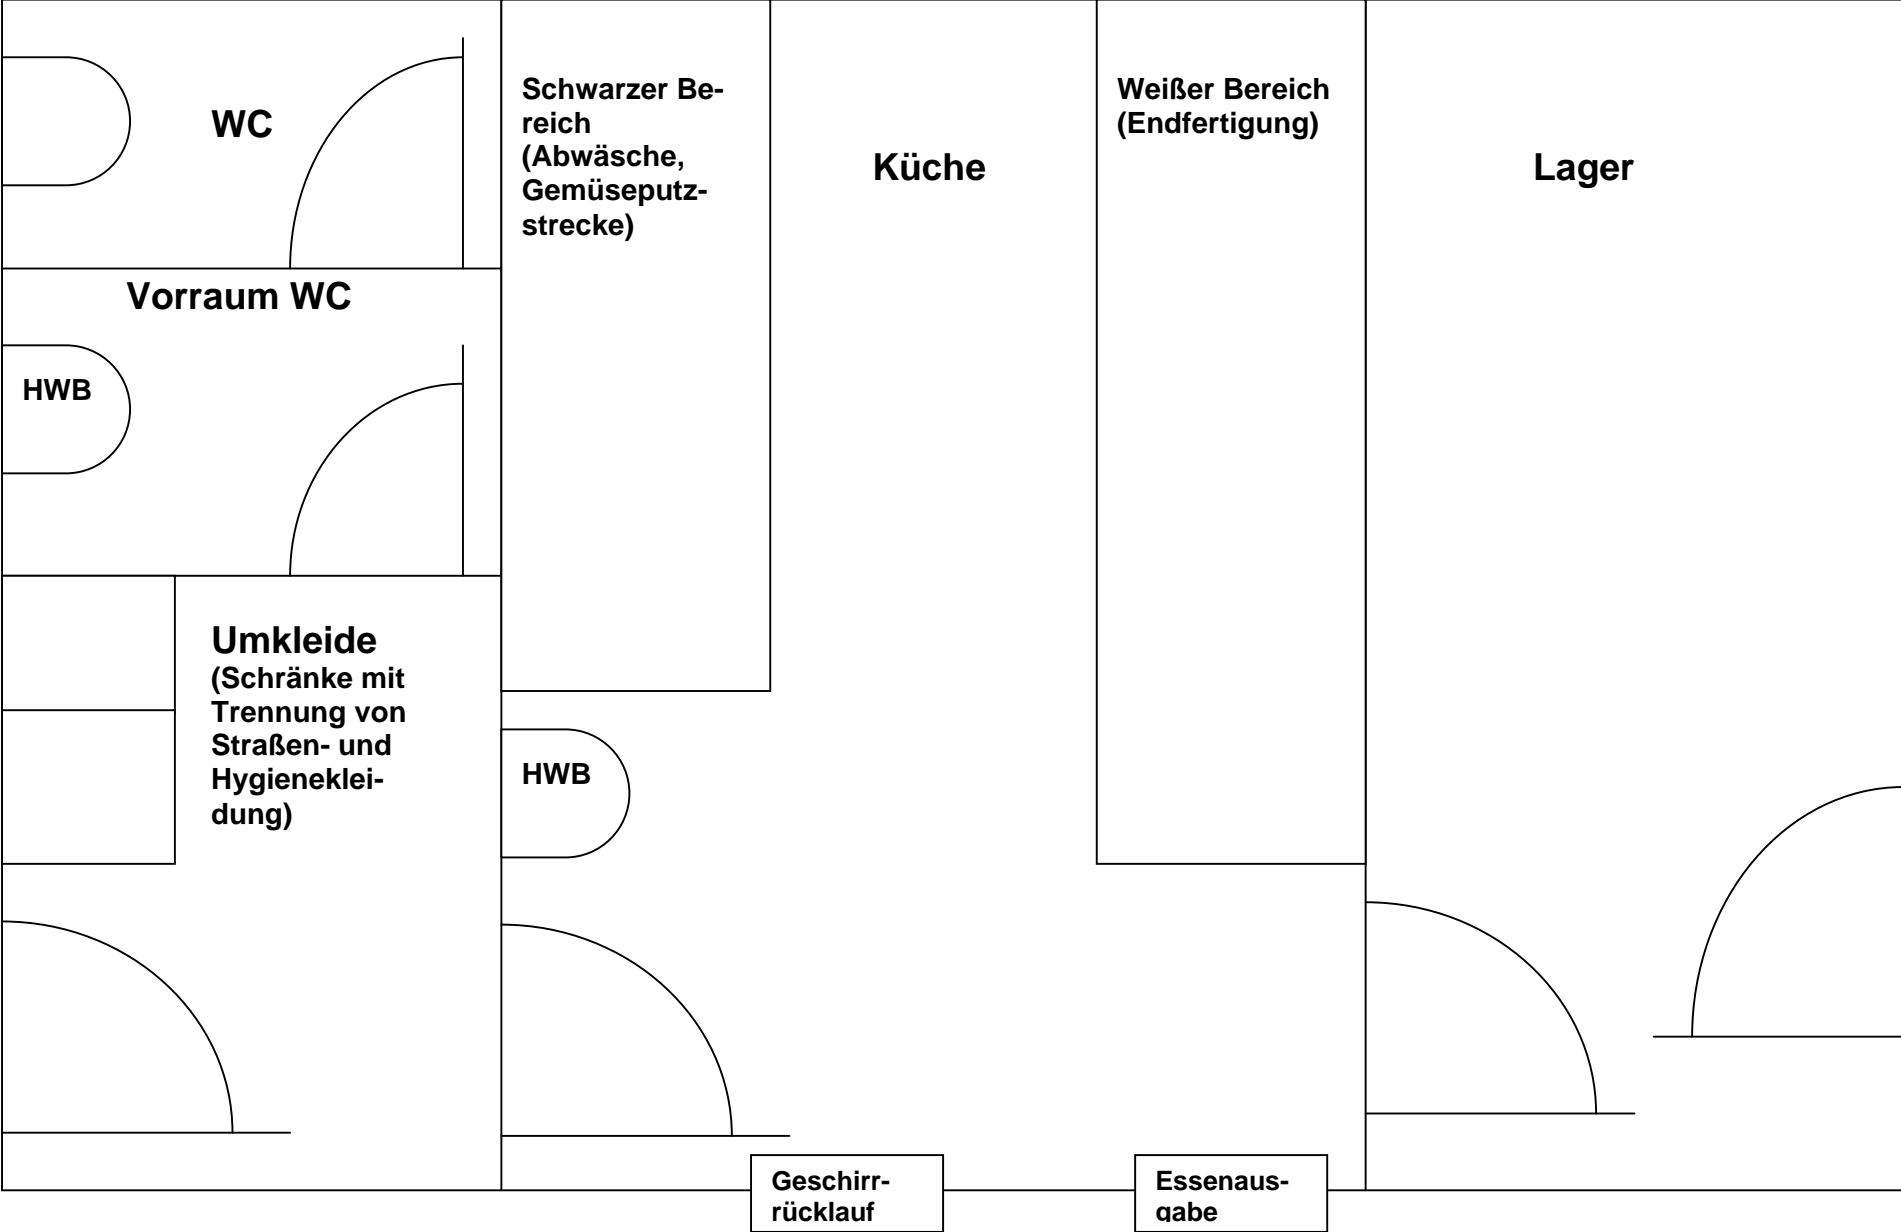 WC
Vorraum WC
HWB
Umkleide
(Schränke mit
Trennung von
Straßen- und
Hygieneklei-
dung)
Schwarzer Be-
reich
(Abwäsche,
Gemüseputz-
strecke)
HWB
Küche
Weißer Bereich
(Endfertigung)
Lager
Geschirr-
rücklauf
Essenaus-
gabe